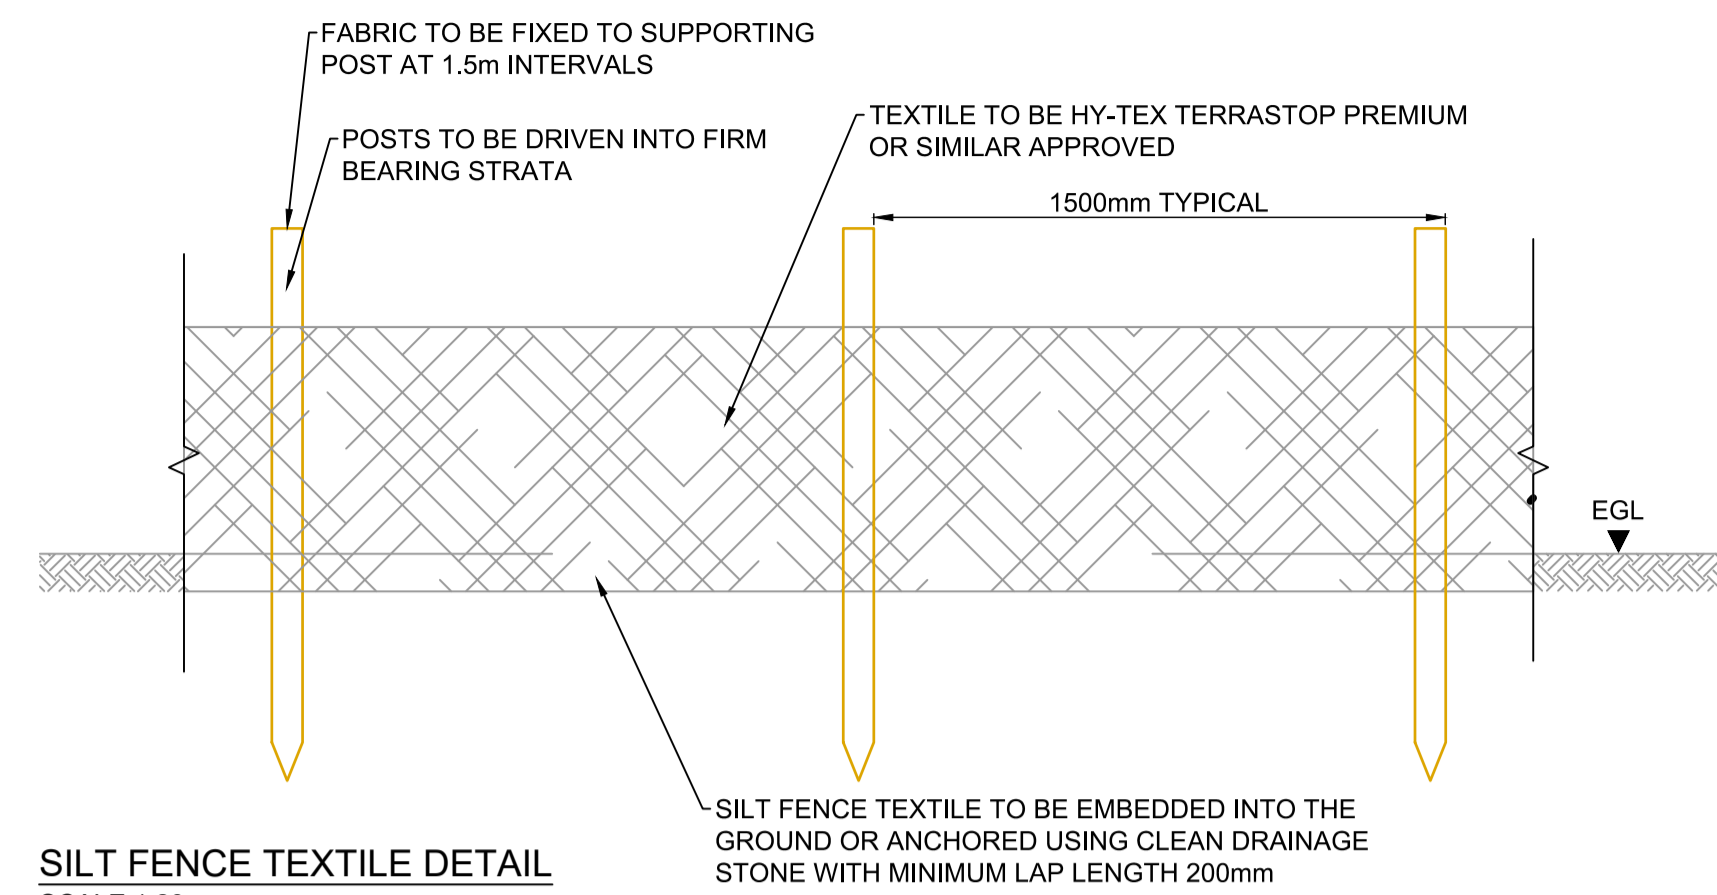 FABRIC TO BE FIXED TO SUPPORTING
POST AT 1.5m INTERVALS
POSTS TO BE DRIVEN INTO FIRM
BEARING STRATA
TEXTILE TO BE HY-TEX TERRASTOP PREMIUM
OR SIMILAR APPROVED
1500mm TYPICAL
EGL
SILT FENCE TEXTILE TO BE EMBEDDED INTO THE
GROUND OR ANCHORED USING CLEAN DRAINAGE
STONE WITH MINIMUM LAP LENGTH 200mm
SILT FENCE TEXTILE DETAIL